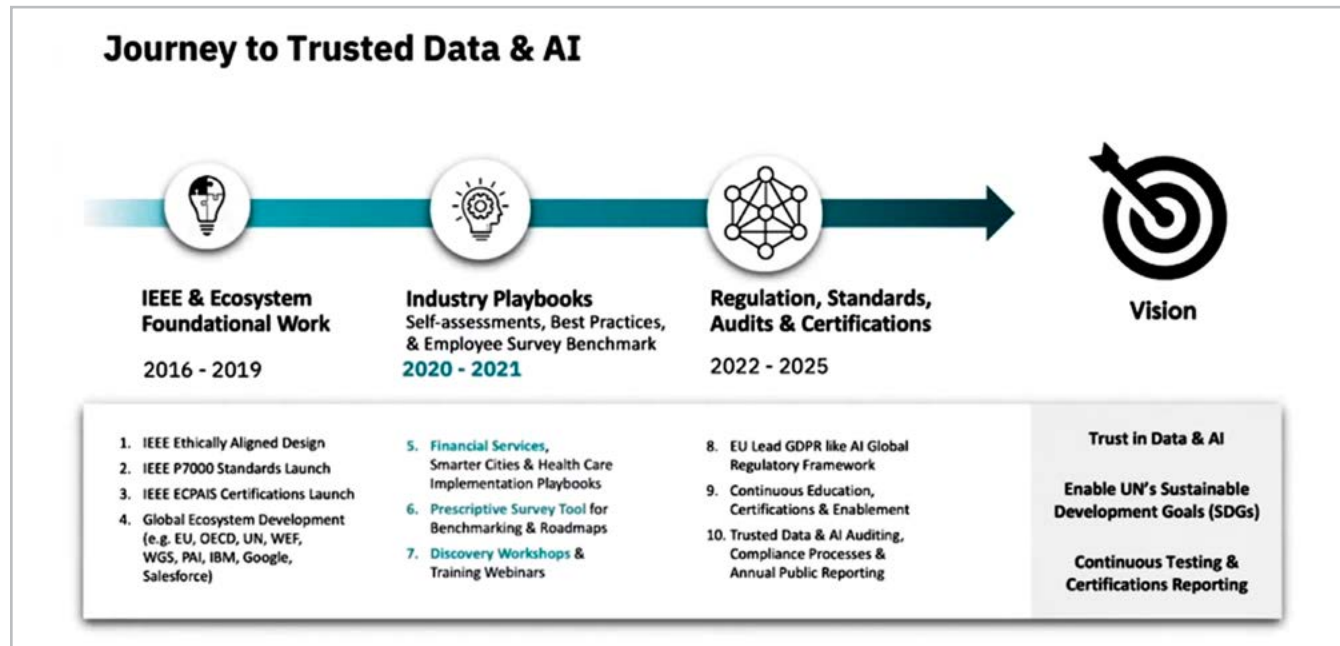 Journey to Trusted Data & AI
IEEE & Ecosystem
Foundational Work
2016 - 2019
Industry Playbooks
Self-assessments, Best Practices,
& Employee Survey Benchmark
2020 - 2021
Regulation, Standards,
Audits & Certifications
2022 - 2025
Vision
1. IEEE Ethically Aligned Design
2. IEEE P7000 Standards Launch
3. IEEE ECPAIS Certifications Launch
4. Global Ecosystem Development
(e.g. EU, OECD, UN, WEF,
WGS, PAI, IBM, Google,
Salesforce)
5. Financial Services,
Smarter Cities & Health Care
Implementation Playbooks
6. Prescriptive Survey Tool for
Benchmarking & Roadmaps
7. Discovery Workshops &
Training Webinars
8. EU Lead GDPR like AI Global
Regulatory Framework
9. Continuous Education,
Certifications & Enablement
10. Trusted Data & AI Auditing,
Compliance Processes &
Annual Public Reporting
Trust in Data & AI
Enable UN's Sustainable
Development Goals (SDGs)
Continuous Testing &
Certifications Reporting